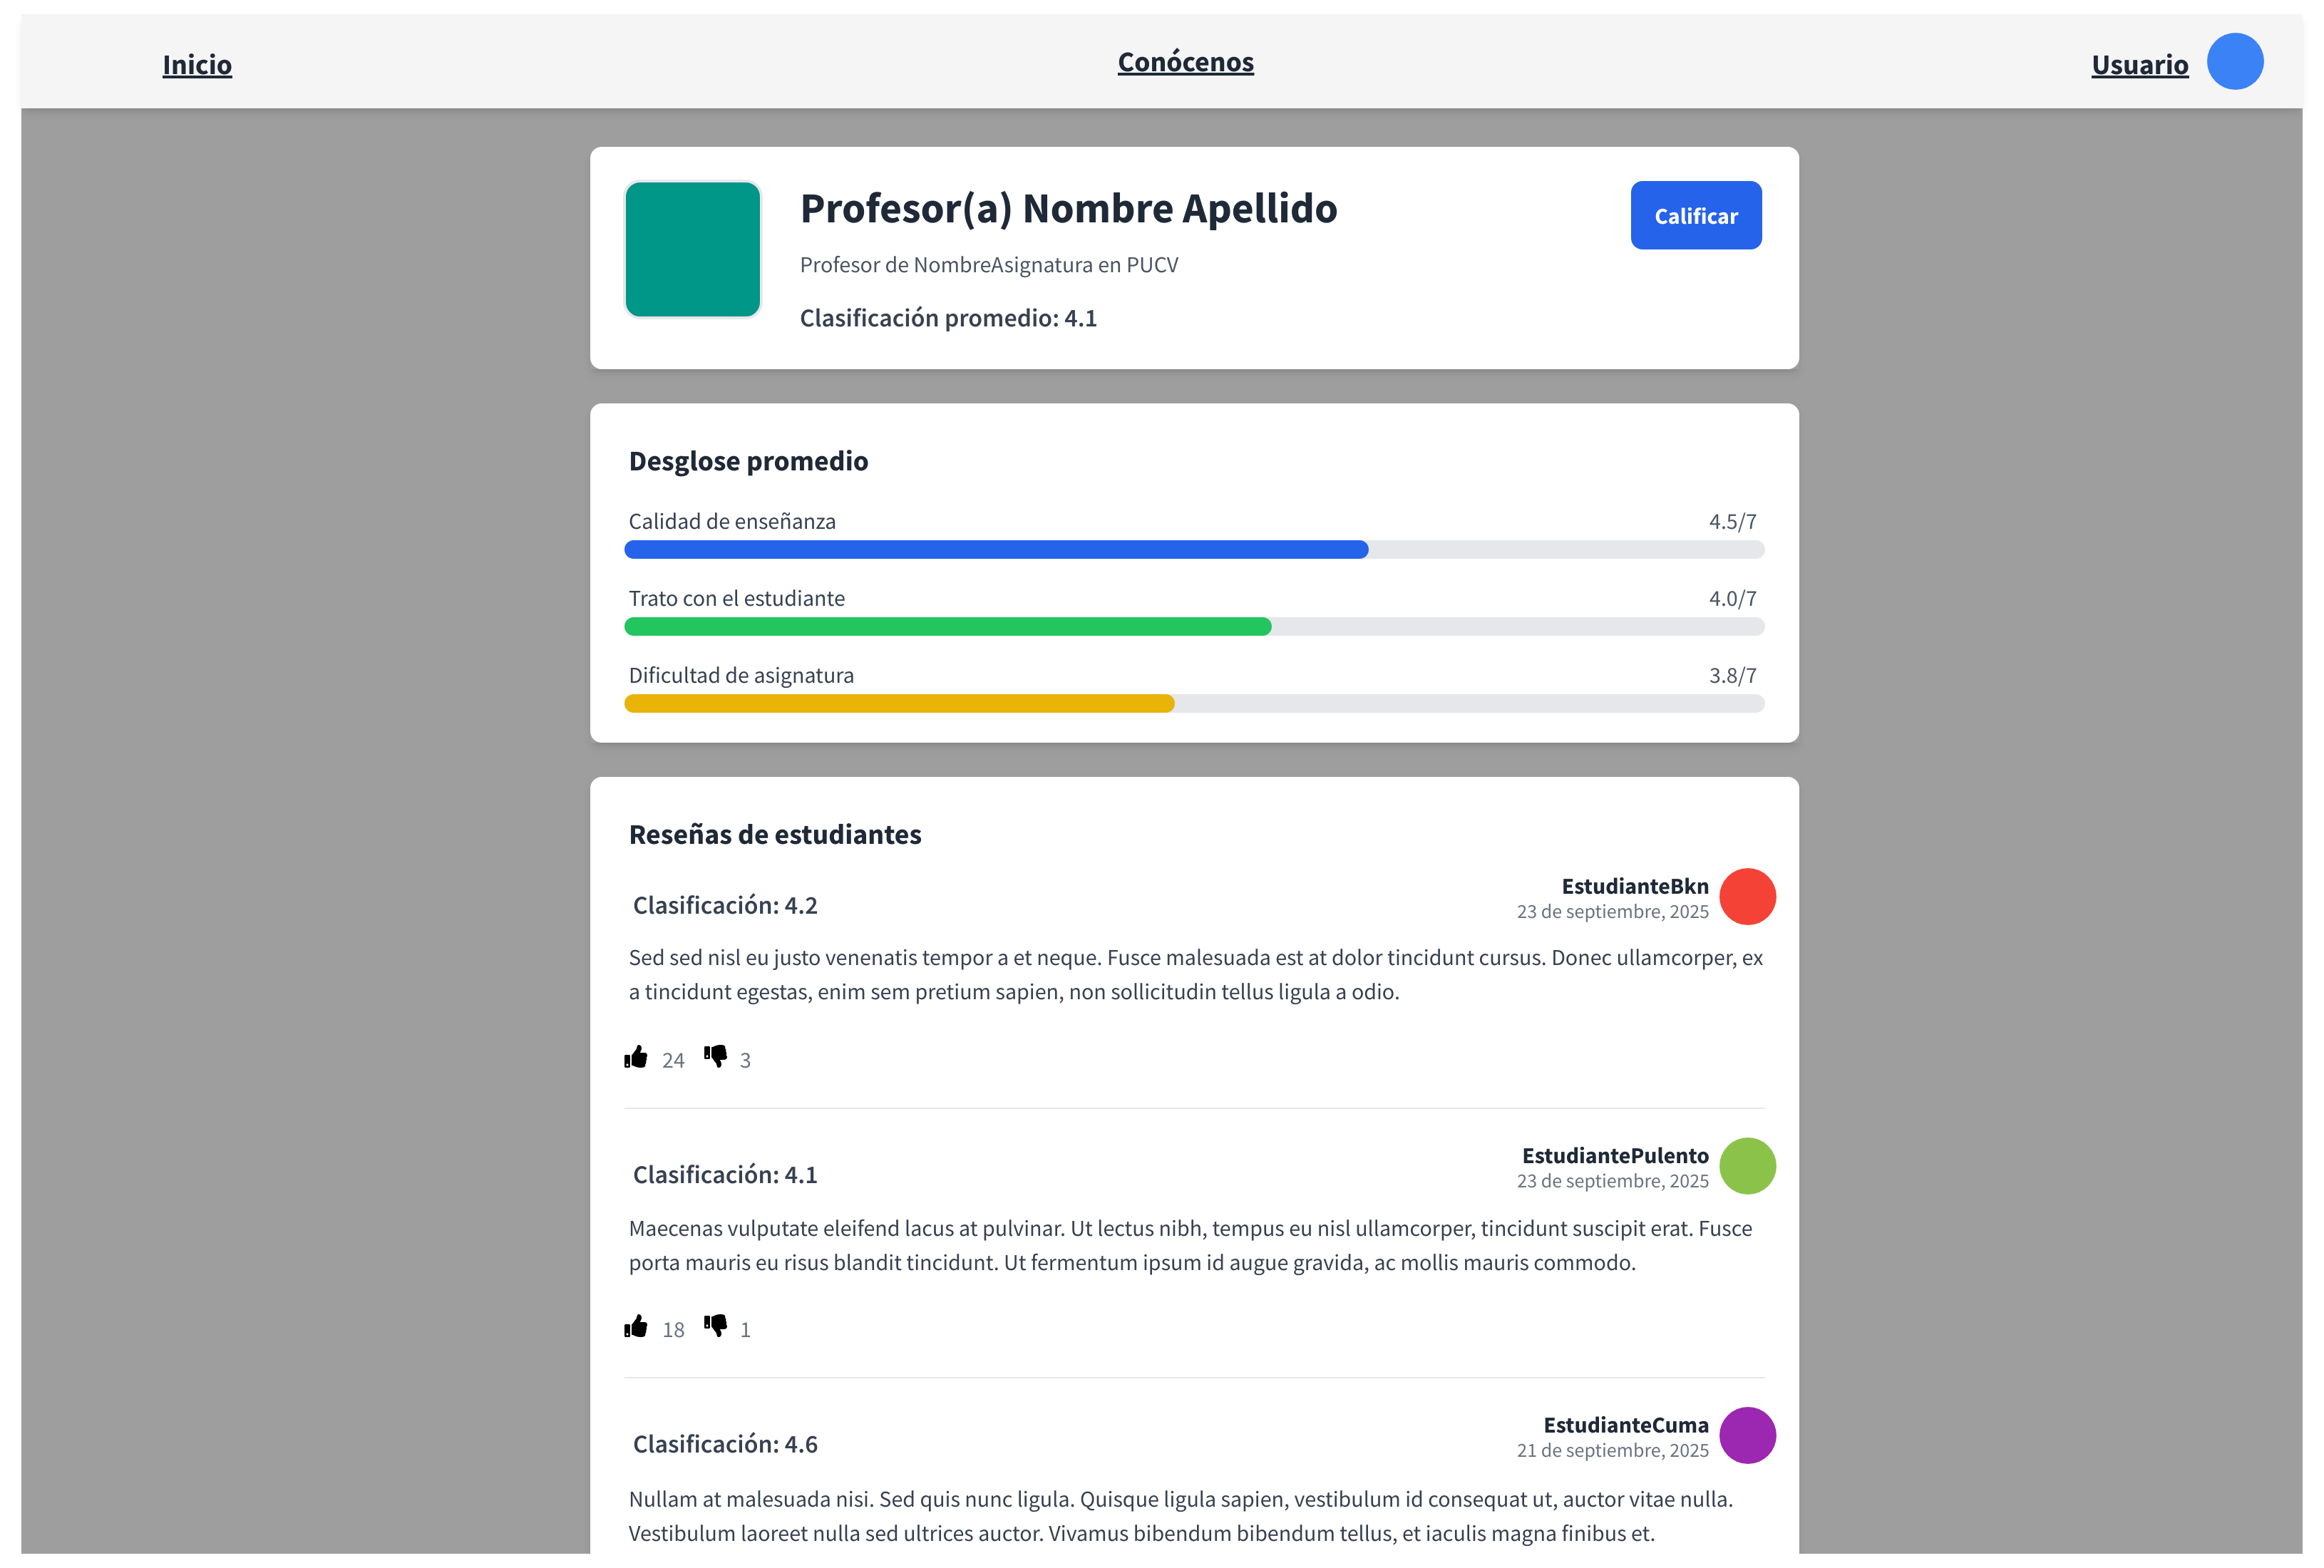 Inicio
Conócenos
Usuario
Profesor(a) Nombre Apellido
Calificar
Profesor de NombreAsignatura en PUCV
Clasificación promedio: 4.1
Desglose promedio
Calidad de enseñanza
4.5/7
Trato con el estudiante
4.0/7
Dificultad de asignatura
3.8/7
Reseñas de estudiantes
Clasificación: 4.2
EstudianteBkn
23 de septiembre, 2025
Sed sed nisl eu justo venenatis tempor a et neque. Fusce malesuada est at dolor tincidunt cursus. Donec ullamcorper, ex
a tincidunt egestas, enim sem pretium sapien, non sollicitudin tellus ligula a odio.
24
3
Clasificación: 4.1
EstudiantePulento
23 de septiembre, 2025
Maecenas vulputate eleifend lacus at pulvinar. Ut lectus nibh, tempus eu nisl ullamcorper, tincidunt suscipit erat. Fusce
porta mauris eu risus blandit tincidunt. Ut fermentum ipsum id augue gravida, ac mollis mauris commodo.
18
1
Clasificación: 4.6
EstudianteCuma
21 de septiembre, 2025
Nullam at malesuada nisi. Sed quis nunc ligula. Quisque ligula sapien, vestibulum id consequat ut, auctor vitae nulla.
Vestibulum laoreet nulla sed ultrices auctor. Vivamus bibendum bibendum tellus, et iaculis magna finibus et.